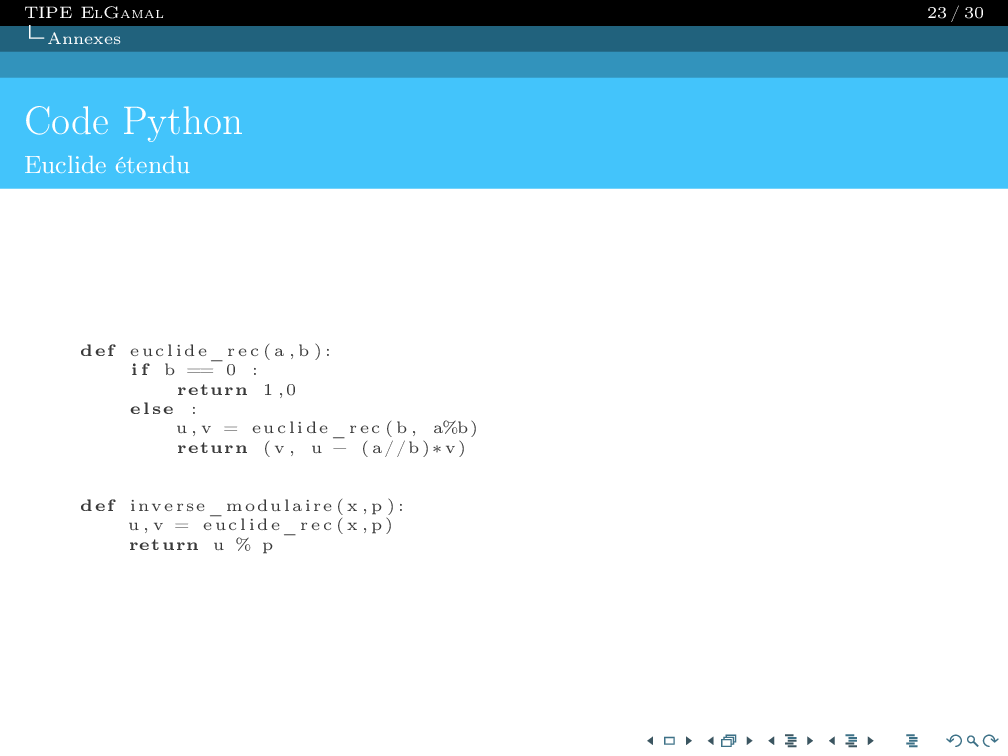 TIPE ElGamal 23 / 30
Annexes
Code Python
Euclide étendu
def euclide_rec(a,b):
    if b == 0 :
        return 1,0
    else :
        u,v = euclide_rec(b, a%b)
        return (v, u - (a//b)*v)
def inverse_modulaire(x,p):
    u,v = euclide_rec(x,p)
    return u % p